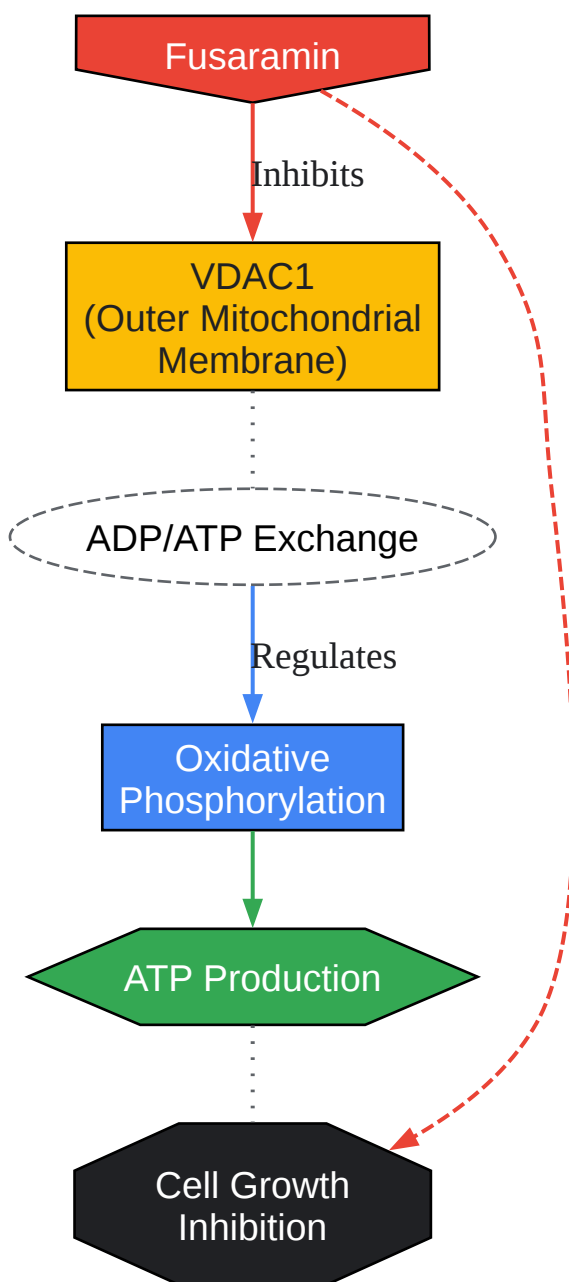 Fusaramin
Inhibits
VDAC1
(Outer Mitochondrial
Membrane)
ADP/ATP Exchange
Regulates
Oxidative
Phosphorylation
ATP Production
Cell Growth
Inhibition